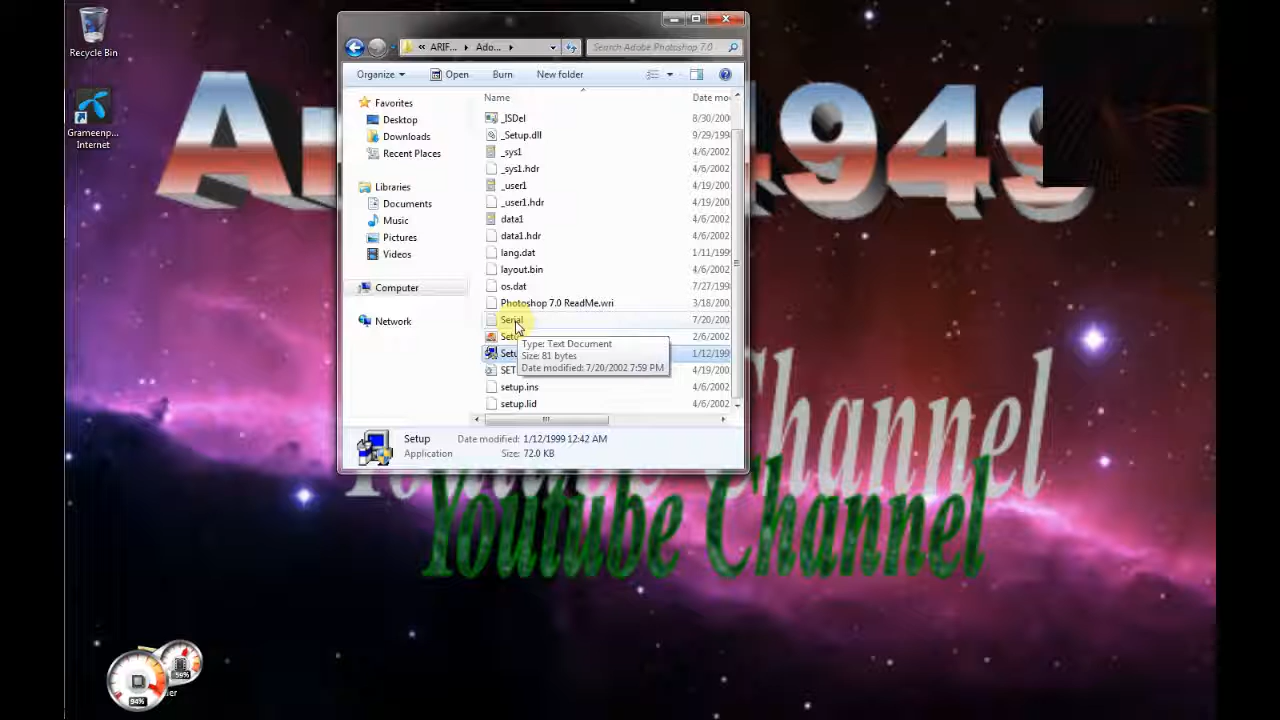 Recycle Bin
Grameenp...
Internet
949
Youtube Channel
« ARIF... ▸ Ado... ▸
Search Adobe Photoshop 7.0
Organize
Open
Burn
New folder
Favorites
Desktop
Downloads
Recent Places
Libraries
Documents
Music
Pictures
Videos
Computer
Network
Name Date mo
_ISDel 8/30/200
_Setup.dll 9/29/199
_sys1 4/6/2002
_sys1.hdr 4/6/2002
_user1 4/19/200
_user1.hdr 4/19/200
data1 4/6/2002
data1.hdr 4/6/2002
lang.dat 1/11/199
layout.bin 4/6/2002
os.dat 7/27/199
Photoshop 7.0 ReadMe.wri 3/18/200
Serial 7/20/200
Setu 2/6/2002
Setu 1/12/199
SET 4/19/200
setup.ins 4/6/2002
setup.lid 4/6/2002
Type: Text Document
Size: 81 bytes
Date modified: 7/20/2002 7:59 PM
Setup Date modified: 1/12/1999 12:42 AM
Application Size: 72.0 KB
Youtube Channel
59%
94%